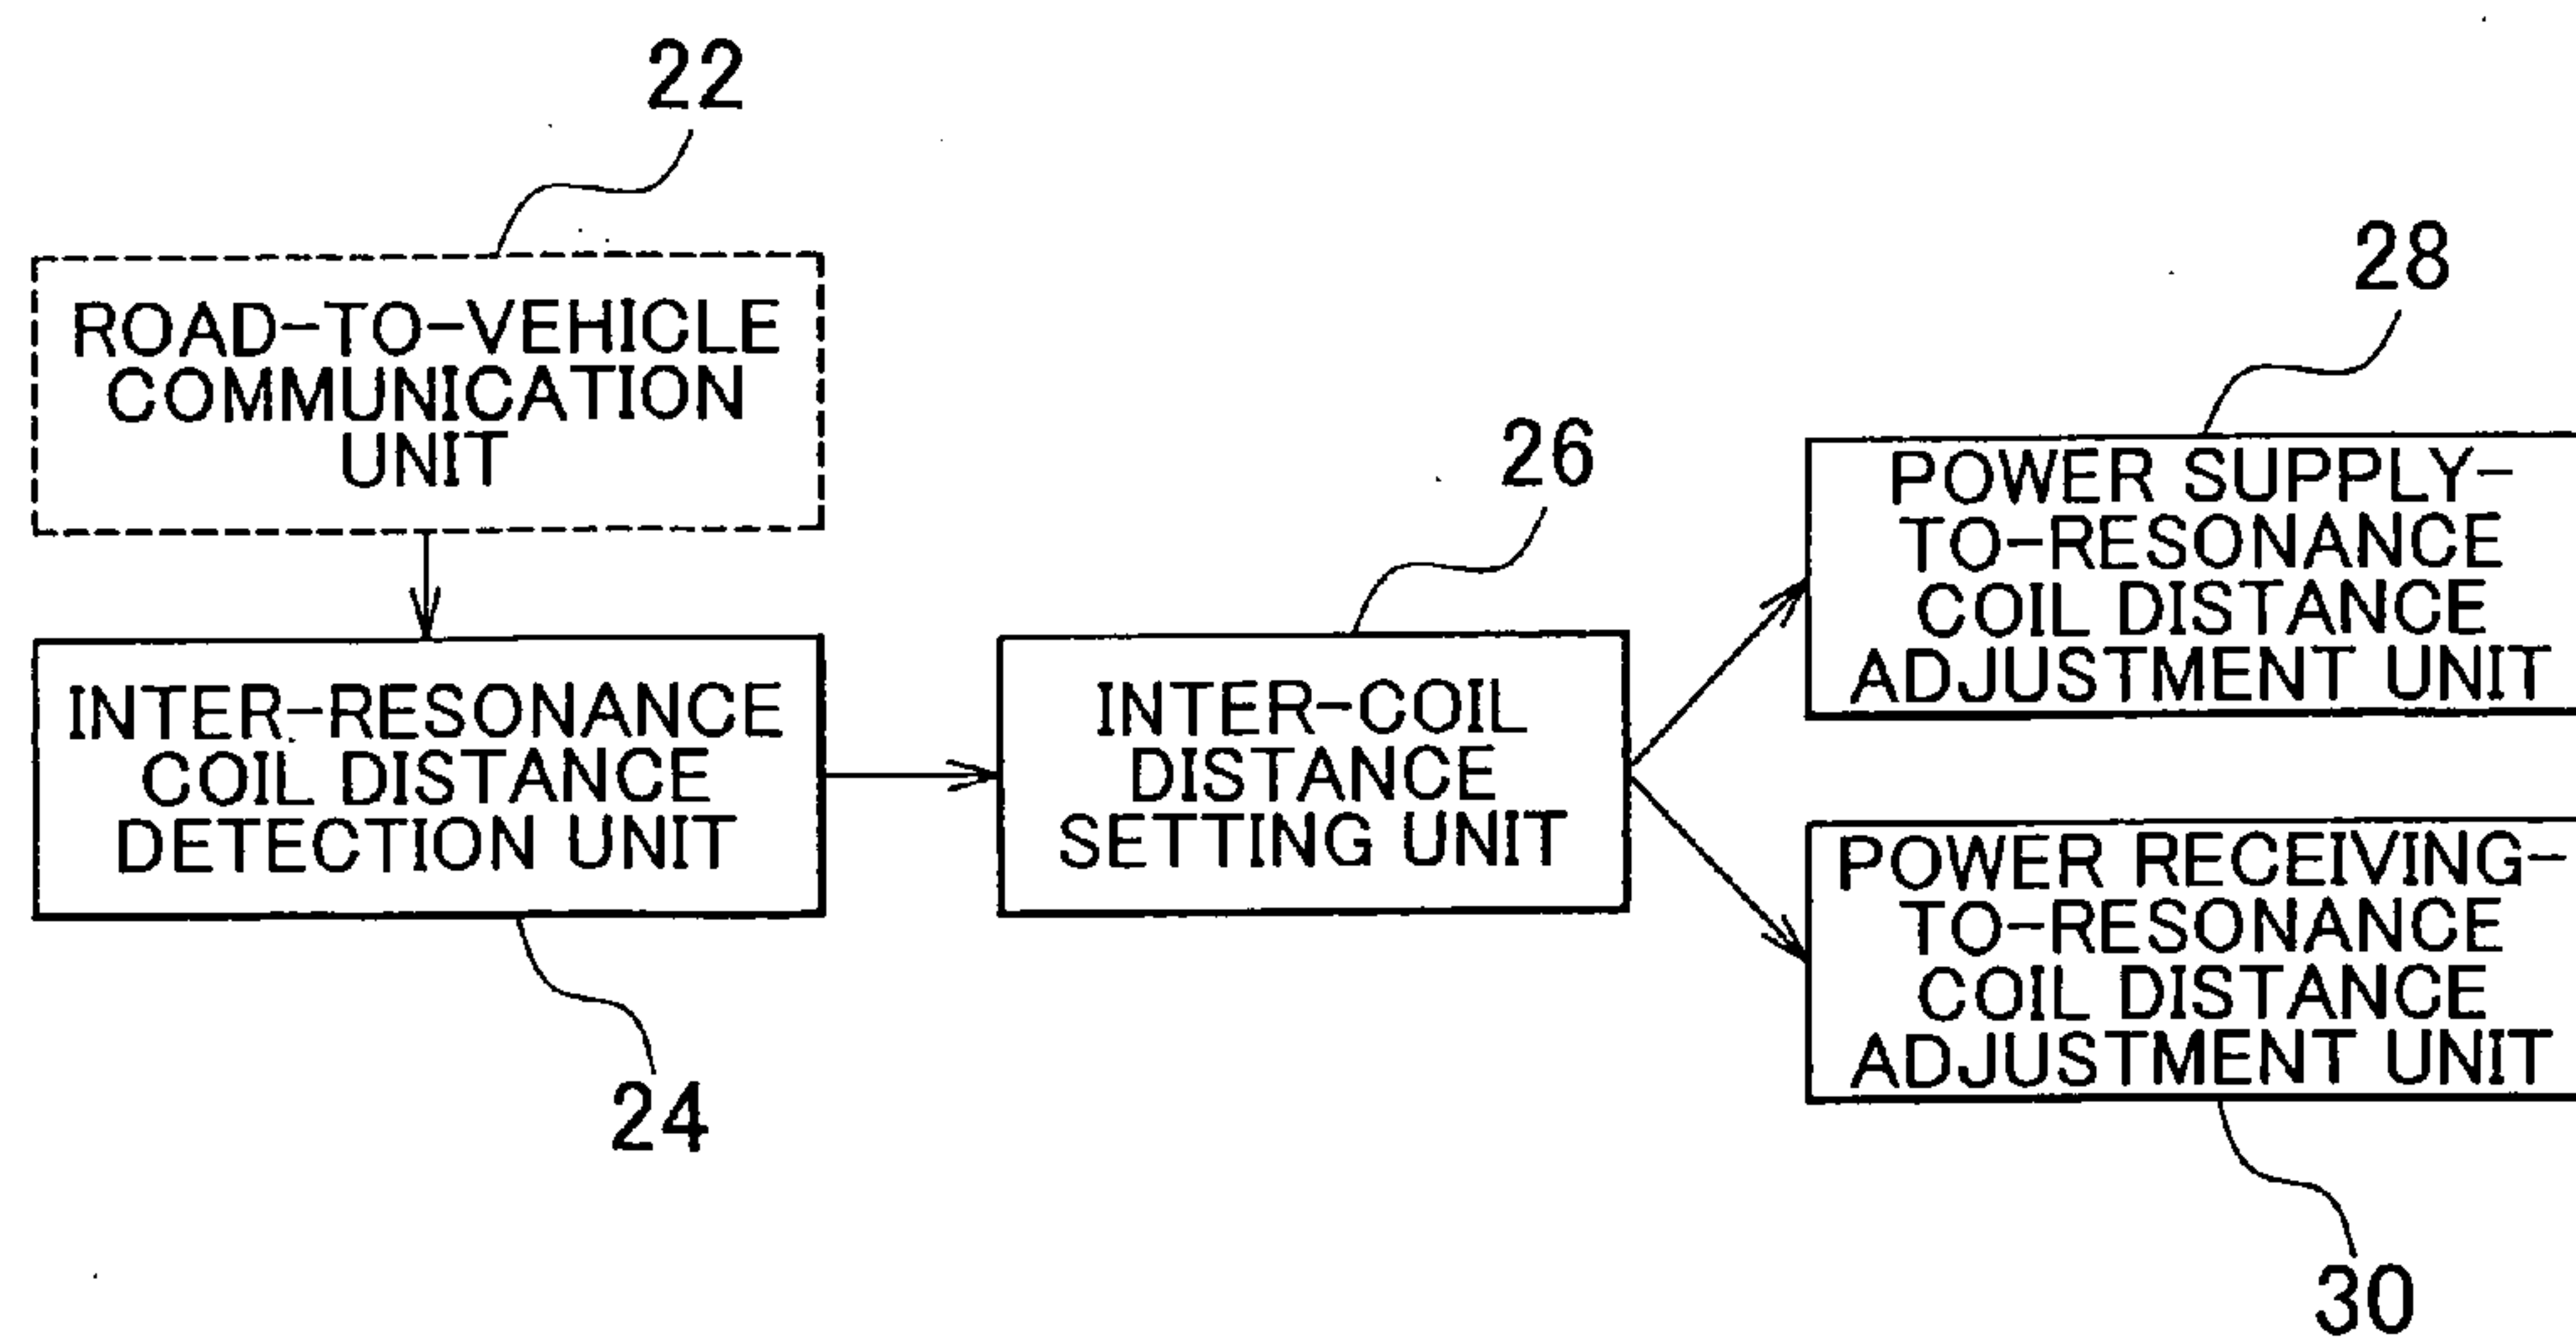 22
ROAD-TO-VEHICLE
COMMUNICATION
UNIT
INTER-RESONANCE
COIL DISTANCE
DETECTION UNIT
24
26
INTER-COIL
DISTANCE
SETTING UNIT
28
POWER SUPPLY-
TO-RESONANCE
COIL DISTANCE
ADJUSTMENT UNIT
POWER RECEIVING-
TO-RESONANCE
COIL DISTANCE
ADJUSTMENT UNIT
30